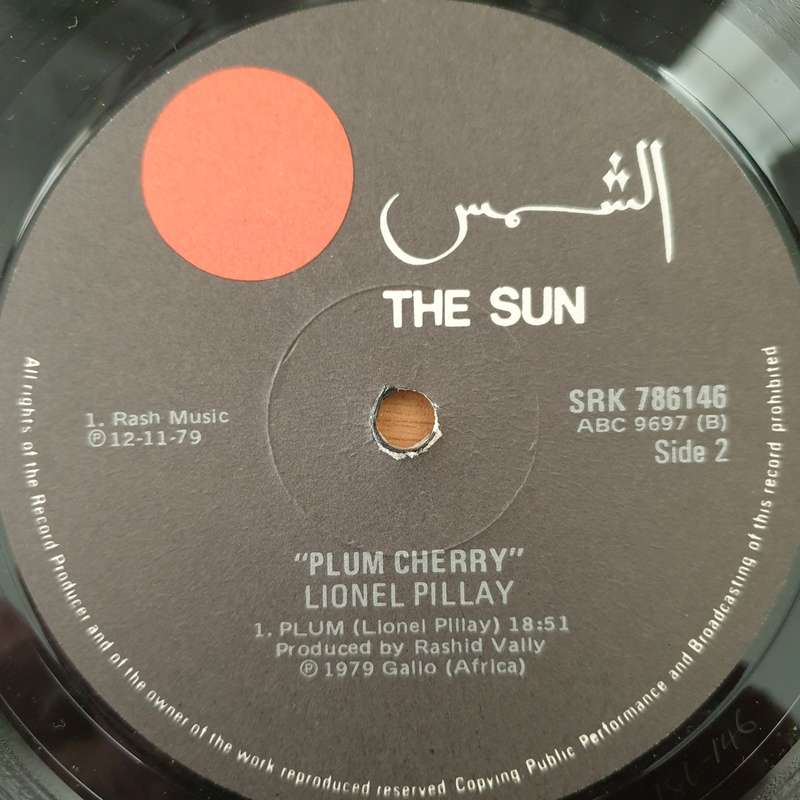 الشمس
THE SUN
1. Rash Music
℗ 12-11-79
SRK 786146
ABC 9697 (B)
Side 2
"PLUM CHERRY"
LIONEL PILLAY
1. PLUM (Lionel Pillay) 18:51
Produced by Rashid Vally
℗ 1979 Gallo (Africa)
All rights of the Record Producer and of the owner of the work reproduced reserved Copying Public Performance and Broadcasting of this record prohibited